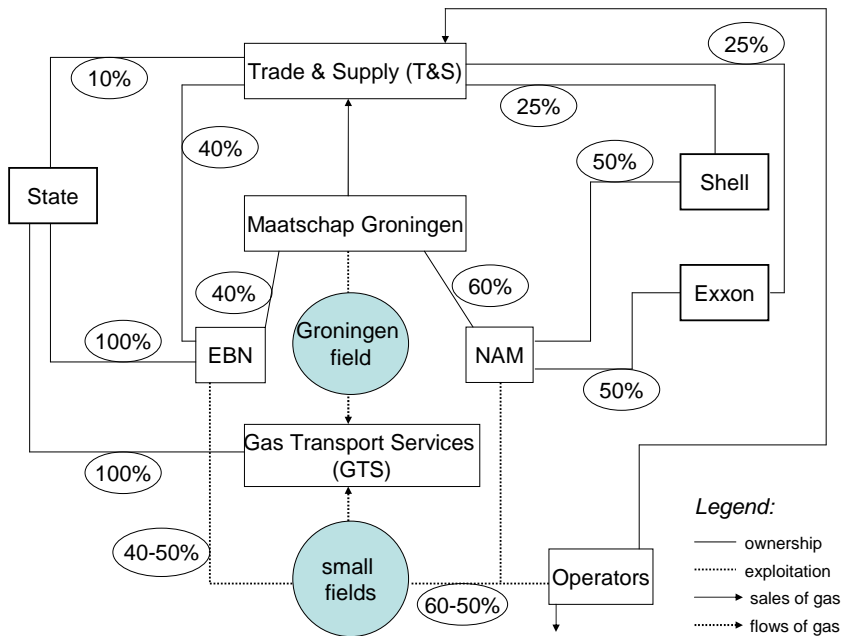 25%
Trade & Supply (T&S)
10%
25%
40%
50%
State
Shell
Maatschap Groningen
40%
60%
Exxon
Groningen
field
100%
EBN
NAM
50%
Gas Transport Services
(GTS)
100%
Legend:
40-50%
ownership
small
fields
Operators
exploitation
60-50%
sales of gas
flows of gas